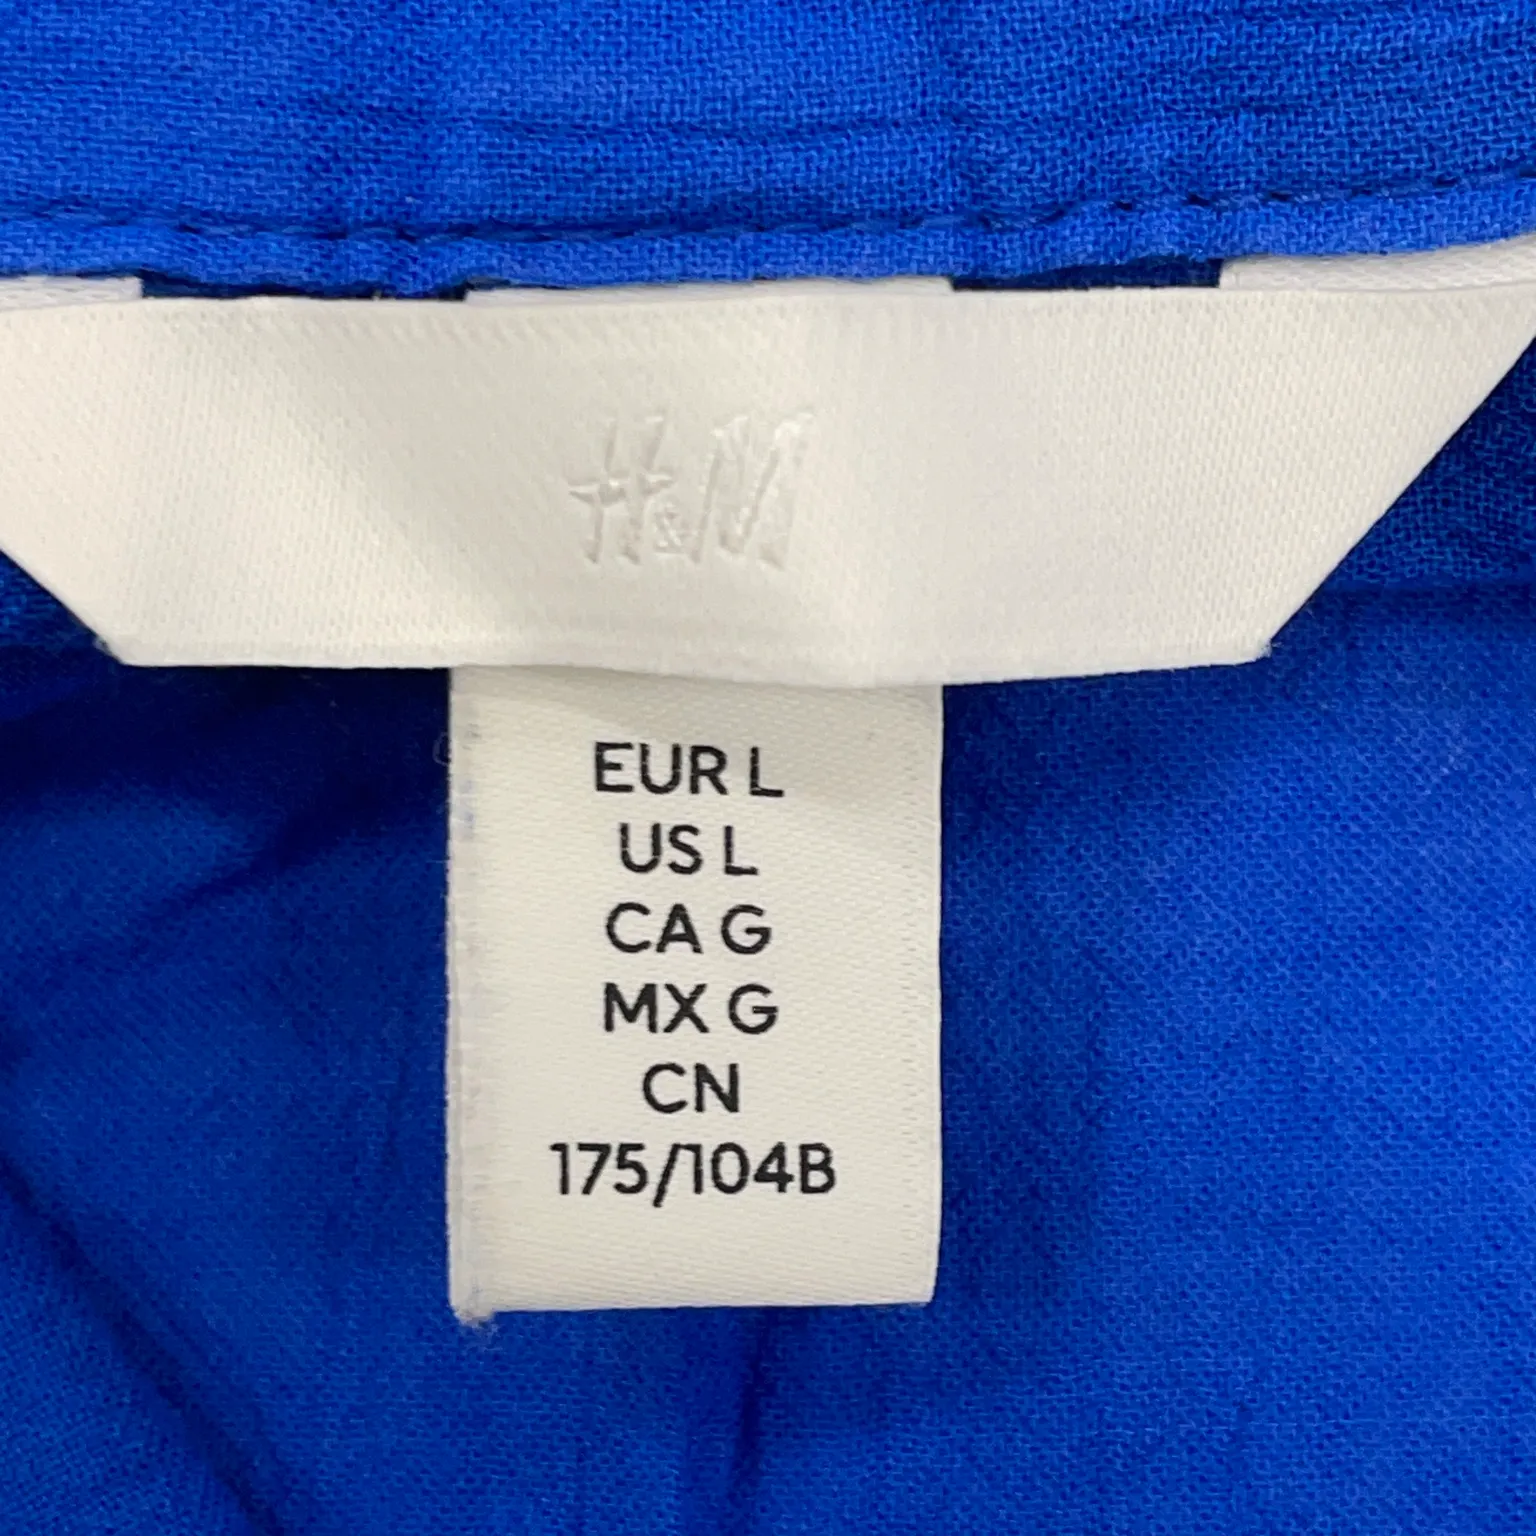 H&M
EUR L
US L
CA G
MX G
CN
175/104B